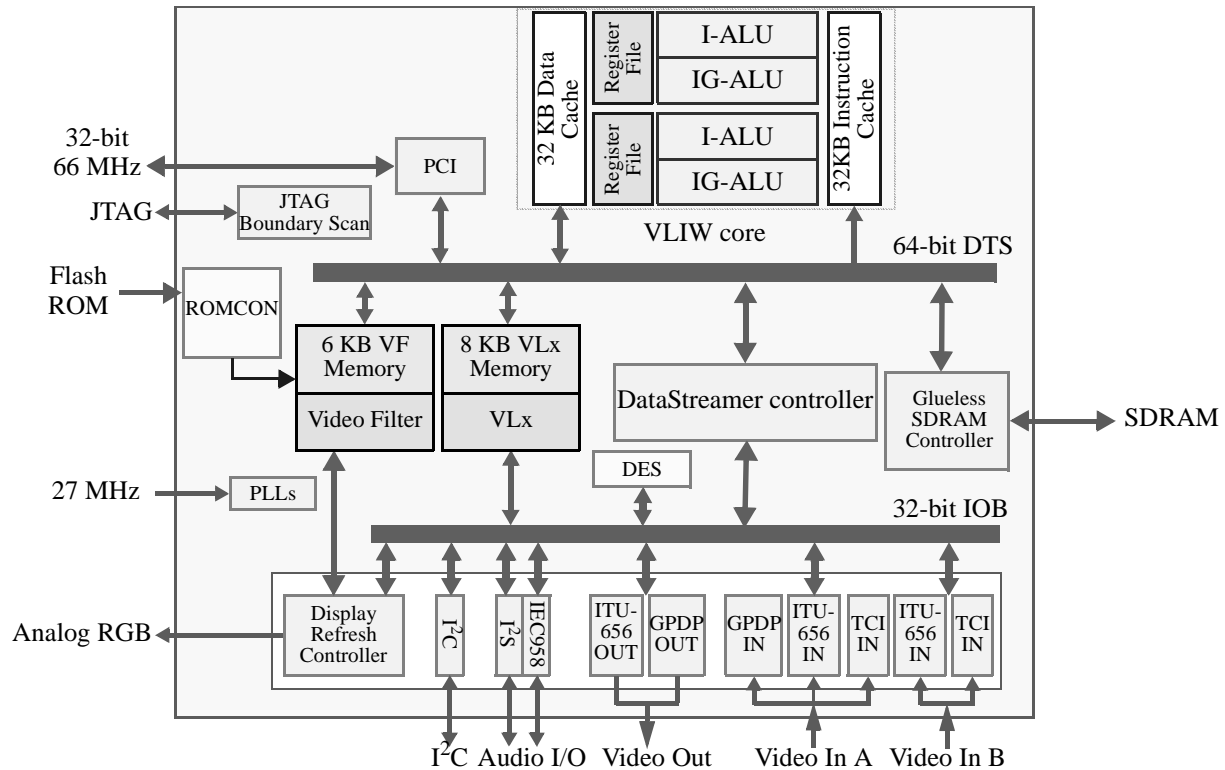 32 KB Data
Cache
Register
File
I-ALU
IG-ALU
Register
File
I-ALU
IG-ALU
32KB Instruction
Cache
VLIW core
32-bit
66 MHz
PCI
JTAG
JTAG
Boundary Scan
64-bit DTS
Flash
ROM
ROMCON
6 KB VF
Memory
Video Filter
8 KB VLx
Memory
VLx
DataStreamer controller
Glueless
SDRAM
Controller
SDRAM
DES
27 MHz
PLLs
32-bit IOB
Analog RGB
Display
Refresh
Controller
I²C
I²S
IEC958
ITU-
656
OUT
GPDP
OUT
GPDP
IN
ITU-
656
IN
TCI
IN
ITU-
656
IN
TCI
IN
I²C
Audio I/O
Video Out
Video In A
Video In B